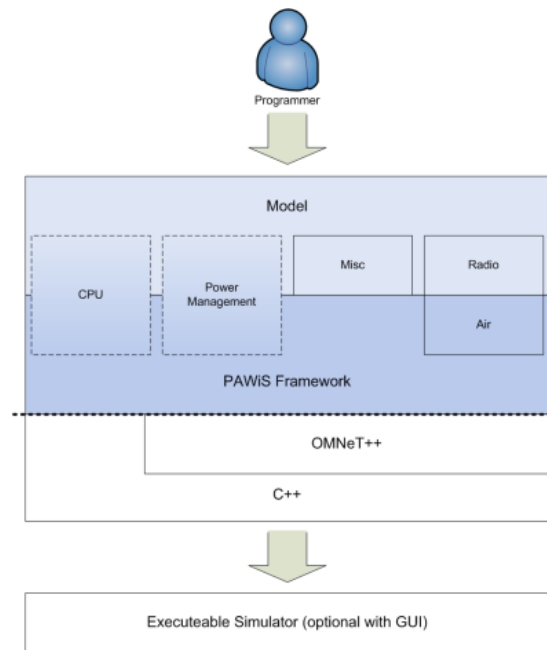 Programmer
Model
CPU
Power
Management
Misc
Radio
Air
PAWiS Framework
OMNeT++
C++
Executeable Simulator (optional with GUI)